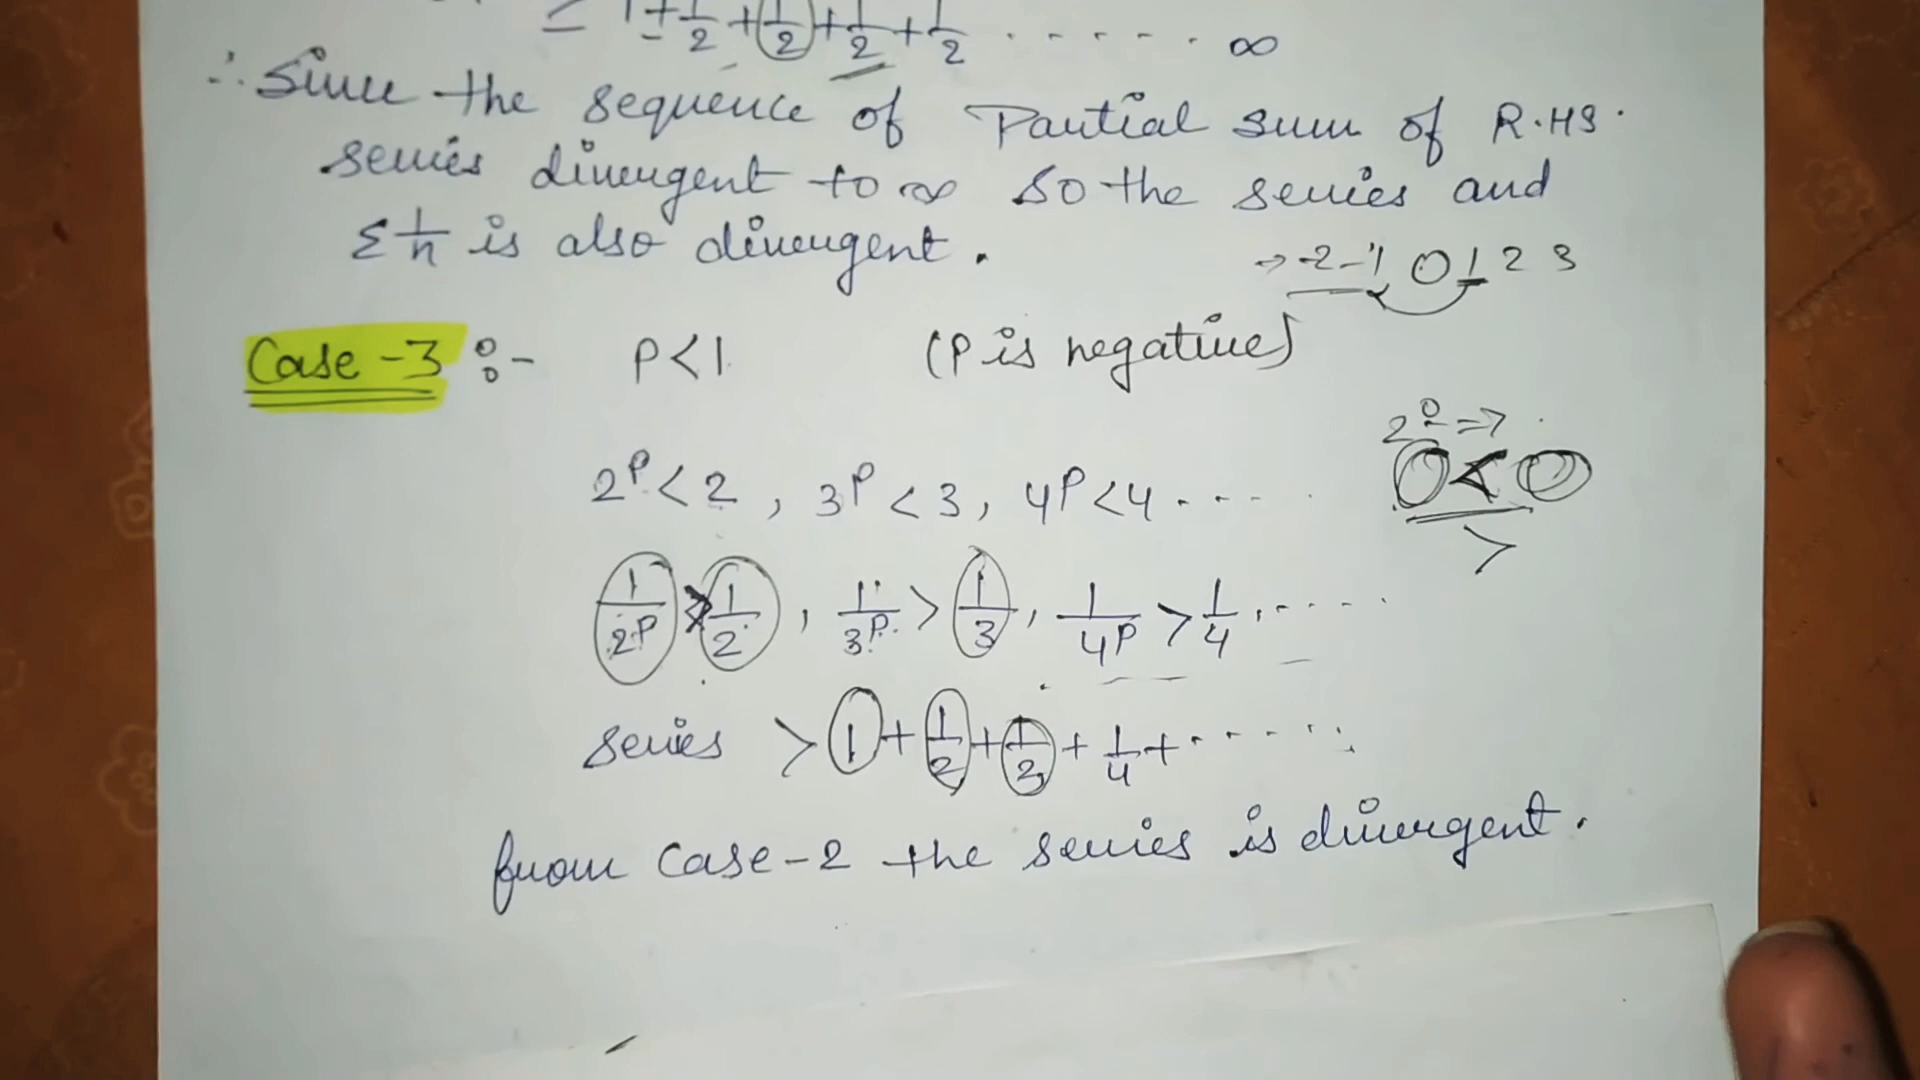 ≤ 1 + 1/2 + 1/2 + 1/2 + 1/2 ...... ∞
∴ Since the sequence of Partial sum of R.HS.
series divergent to ∞ So the series and
Σ 1/n is also divergent.
→ -2 -1 0 1 2 3
Case -3 :- P<1 (P is negative)
2^P < 2 , 3^P < 3, 4^P < 4 ....
0 < 0
>
1/2^P > 1/2 , 1/3^P > 1/3 , 1/4^P > 1/4 , .....
series > 1 + 1/2 + 1/2 + 1/4 + ......
from Case-2 the series is divergent.